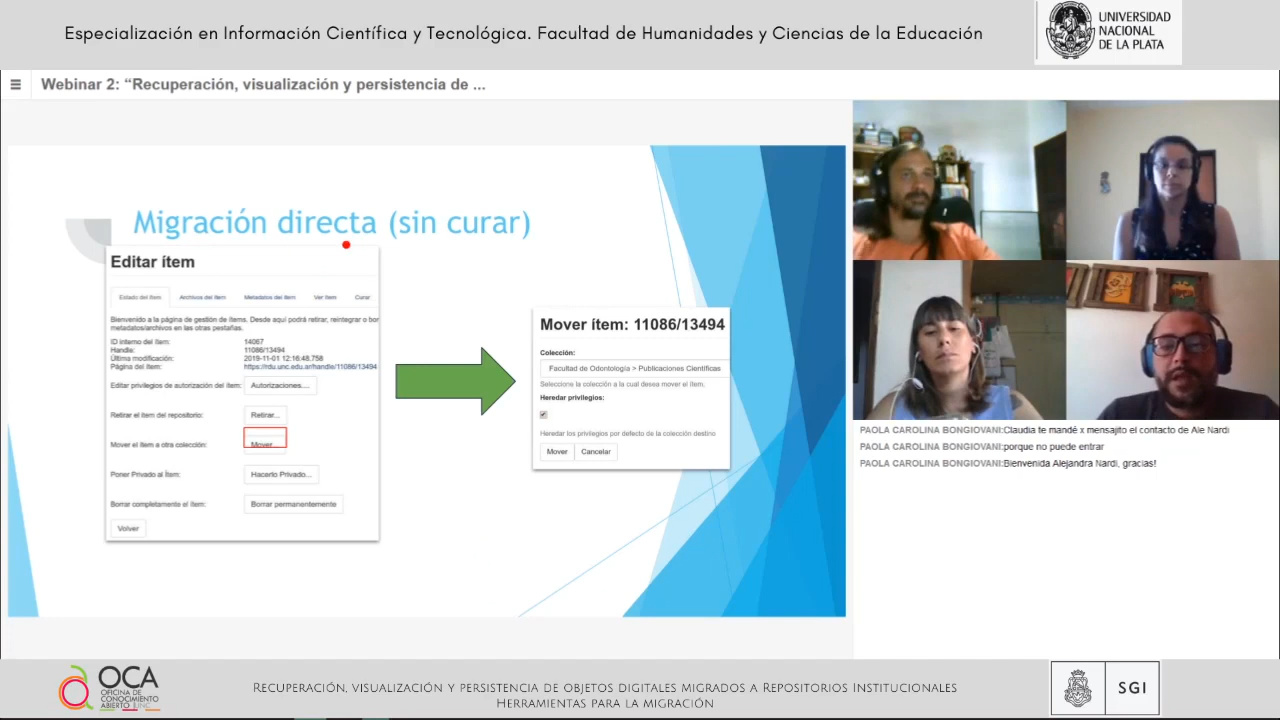 Especialización en Información Científica y Tecnológica. Facultad de Humanidades y Ciencias de la Educación
UNIVERSIDAD
NACIONAL
DE LA PLATA
Webinar 2: “Recuperación, visualización y persistencia de ...
Migración directa (sin curar)
Editar ítem
Estado del ítem Archivos del ítem Metadatos del ítem Ver ítem Curar
Bienvenido a la página de gestión de ítems. Desde aquí podrá retirar, reintegrar o bor
metadatos/archivos en las otras pestañas.
ID interno del ítem: 14067
Handle: 11086/13494
Última modificación: 2019-11-01 12:16:48.758
Página del ítem: https://rdu.unc.edu.ar/handle/11086/13494
Editar privilegios de autorización del ítem: Autorizaciones....
Retirar el ítem del repositorio: Retirar...
Mover el ítem a otra colección: Mover...
Poner Privado al Ítem: Hacerlo Privado...
Borrar completamente el ítem: Borrar permanentemente
Volver
Mover ítem: 11086/13494
Colección:
Facultad de Odontología > Publicaciones Científicas
Seleccione la colección a la cual desea mover el ítem.
Heredar privilegios:
Heredar los privilegios por defecto de la colección destino
Mover Cancelar
PAOLA CAROLINA BONGIOVANI:Claudia te mandé x mensajito el contacto de Ale Nardi
PAOLA CAROLINA BONGIOVANI:porque no puede entrar
PAOLA CAROLINA BONGIOVANI:Bienvenida Alejandra Nardi, gracias!
OCA
OFICINA DE
CONOCIMIENTO
ABIERTO
Recuperación, visualización y persistencia de objetos digitales migrados a Repositorios Institucionales
Herramientas para la migración
SGI